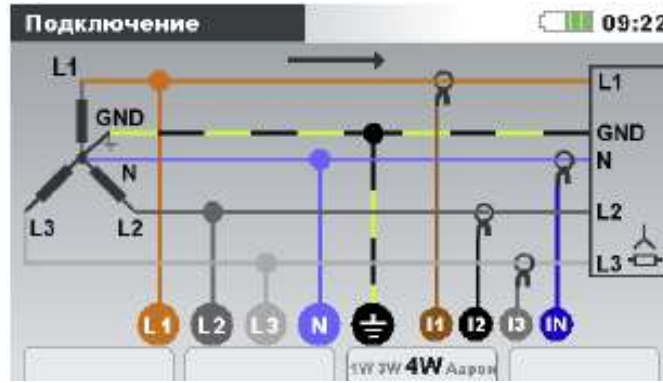 Подключение 09:22
L1 L1
GND GND
N N
L3 L2 L2
L3
L1 L2 L3 N I1 I2 I3 IN
1W 3W 4W Аарон